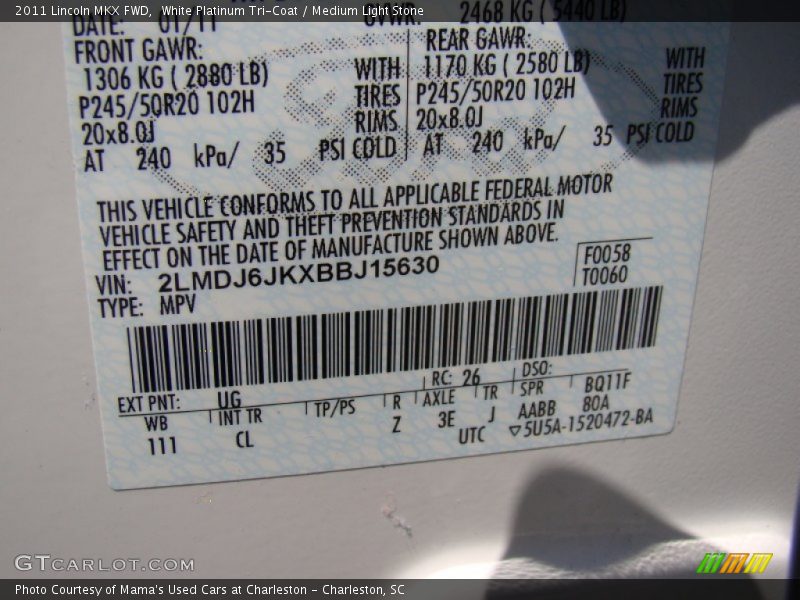 2011 Lincoln MKX FWD, White Platinum Tri-Coat / Medium Light Stone
DATE: 01/11 GVWR: 2468 KG ( 5440 LB)
FRONT GAWR: REAR GAWR:
1306 KG ( 2880 LB) WITH 1170 KG ( 2580 LB) WITH
P245/50R20 102H TIRES P245/50R20 102H TIRES
20x8.0J RIMS 20x8.0J RIMS
AT 240 kPa/ 35 PSI COLD AT 240 kPa/ 35 PSI COLD
THIS VEHICLE CONFORMS TO ALL APPLICABLE FEDERAL MOTOR
VEHICLE SAFETY AND THEFT PREVENTION STANDARDS IN
EFFECT ON THE DATE OF MANUFACTURE SHOWN ABOVE.
VIN: 2LMDJ6JKXBBJ15630 F0058
TYPE: MPV T0060
EXT PNT: UG RC: 26 DSO:
WB INT TR TP/PS R AXLE TR SPR BQ11F
111 CL Z 3E J AABB 80A
UTC ▽5U5A-1520472-BA
GTCARLOT.COM
Photo Courtesy of Mama's Used Cars at Charleston - Charleston, SC